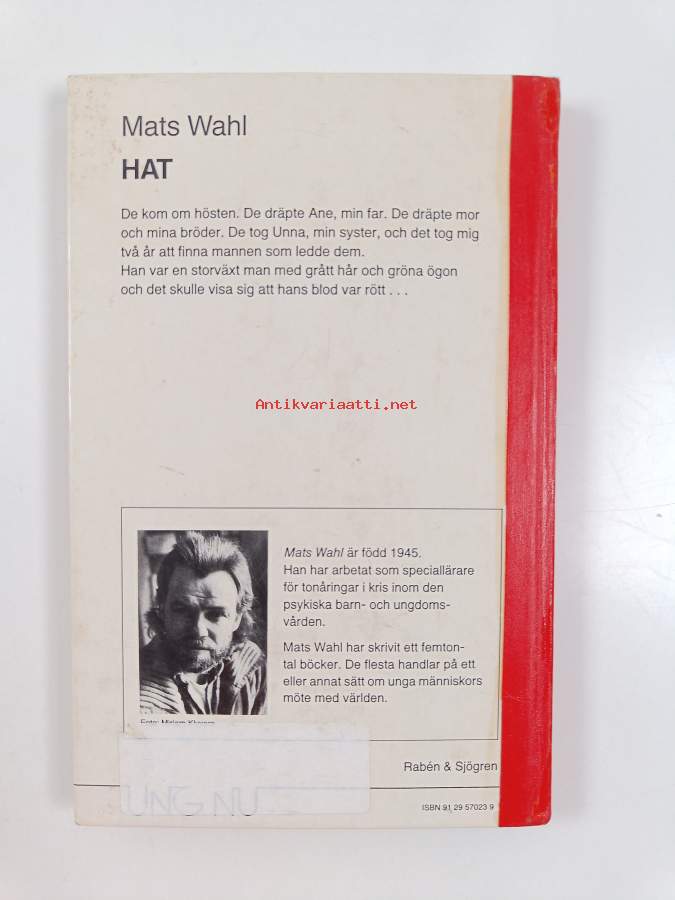 Mats Wahl
HAT
De kom om hösten. De dräpte Ane, min far. De dräpte mor
och mina bröder. De tog Unna, min syster, och det tog mig
två år att finna mannen som ledde dem.
Han var en storväxt man med grått hår och gröna ögon
och det skulle visa sig att hans blod var rött . . .
Antikvariaatti.net
Mats Wahl är född 1945.
Han har arbetat som speciallärare
för tonåringar i kris inom den
psykiska barn- och ungdoms-
vården.
Mats Wahl har skrivit ett femton-
tal böcker. De flesta handlar på ett
eller annat sätt om unga människors
möte med världen.
Foto:
Rabén & Sjögren
UNG NU
ISBN 91 29 57023 9